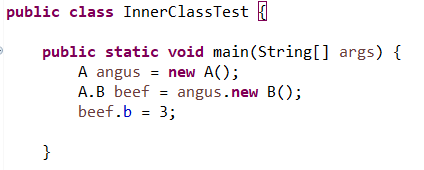 public class InnerClassTest {
public static void main(String[] args) {
A angus = new A();
A.B beef = angus.new B();
beef.b = 3;
}